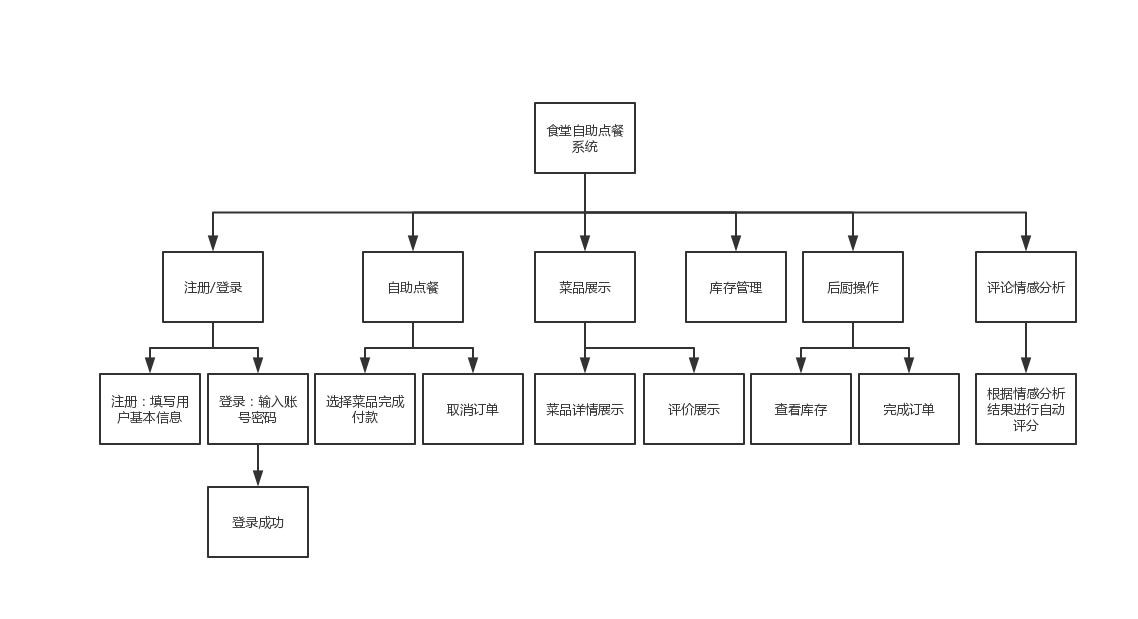 食堂自助点餐
系统
注册/登录
自助点餐
菜品展示
库存管理
后厨操作
评论情感分析
注册：填写用
户基本信息
登录：输入账
号密码
选择菜品完成
付款
取消订单
菜品详情展示
评价展示
查看库存
完成订单
根据情感分析
结果进行自动
评分
登录成功